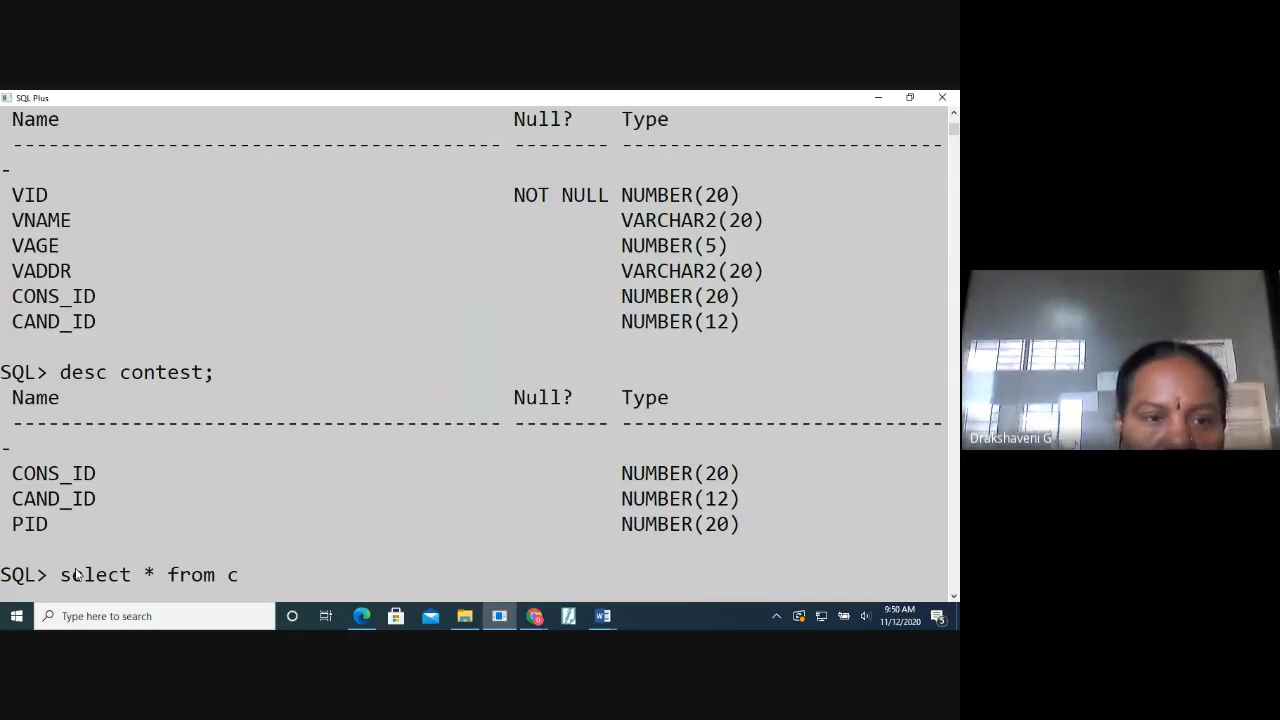 SQL Plus
Name Null? Type
----------------------------------------- -------- ---------------------------
-
VID NOT NULL NUMBER(20)
VNAME VARCHAR2(20)
VAGE NUMBER(5)
VADDR VARCHAR2(20)
CONS_ID NUMBER(20)
CAND_ID NUMBER(12)
SQL> desc contest;
Name Null? Type
----------------------------------------- -------- ---------------------------
-
CONS_ID NUMBER(20)
CAND_ID NUMBER(12)
PID NUMBER(20)
SQL> select * from c
Type here to search
9:50 AM
11/12/2020
5
Drakshaveni G